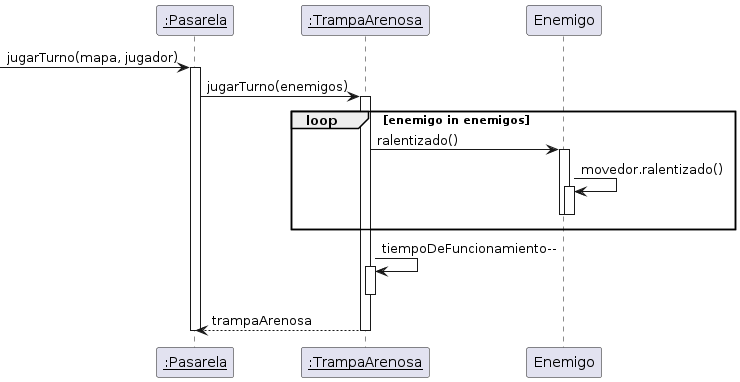 :Pasarela :TrampaArenosa Enemigo
jugarTurno(mapa, jugador)
jugarTurno(enemigos)
loop [enemigo in enemigos]
ralentizado()
movedor.ralentizado()
tiempoDeFuncionamiento--
trampaArenosa
:Pasarela :TrampaArenosa Enemigo